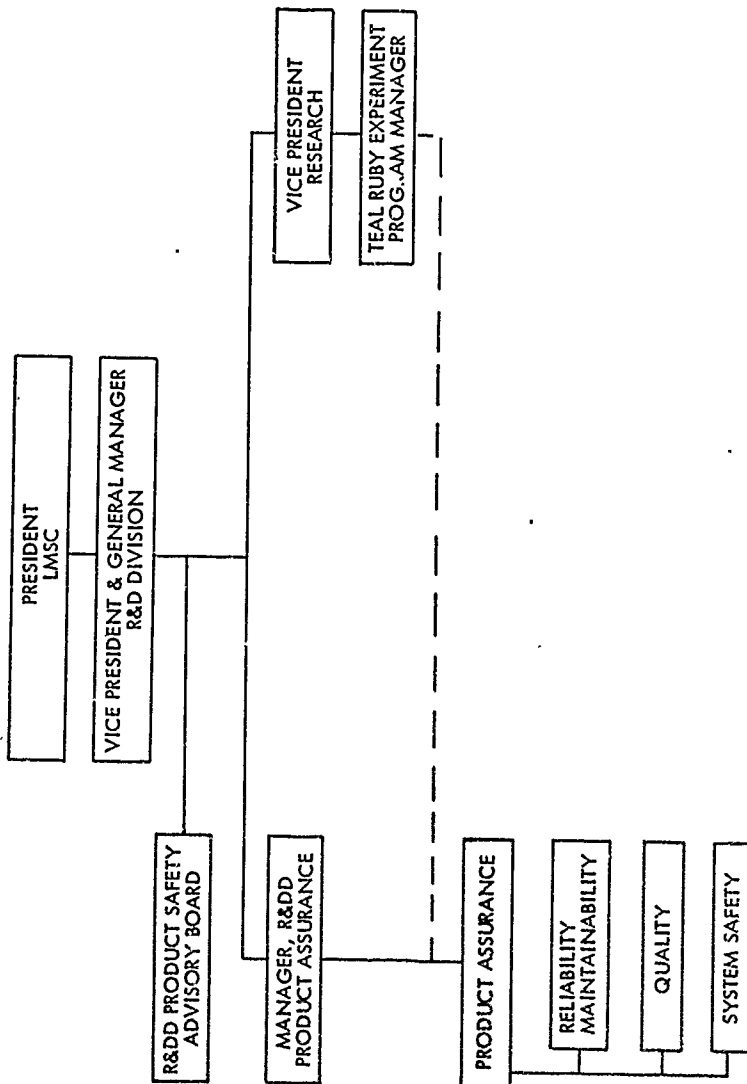 PRESIDENT
LMSC
VICE PRESIDENT & GENERAL MANAGER
R&D DIVISION
R&DD PRODUCT SAFETY
ADVISORY BOARD
MANAGER, R&DD
PRODUCT ASSURANCE
VICE PRESIDENT
RESEARCH
TEAL RUBY EXPERIMENT
PROG..AM MANAGER
PRODUCT ASSURANCE
RELIABILITY
MAINTAINABILITY
QUALITY
SYSTEM SAFETY